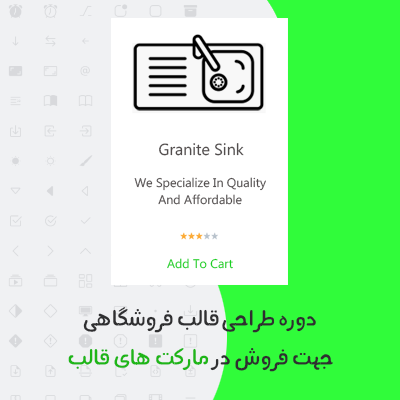 Granite Sink
We Specialize In Quality
And Affordable
Add To Cart
دوره طراحی قالب فروشگاهی
جهت فروش در مارکت های قالب